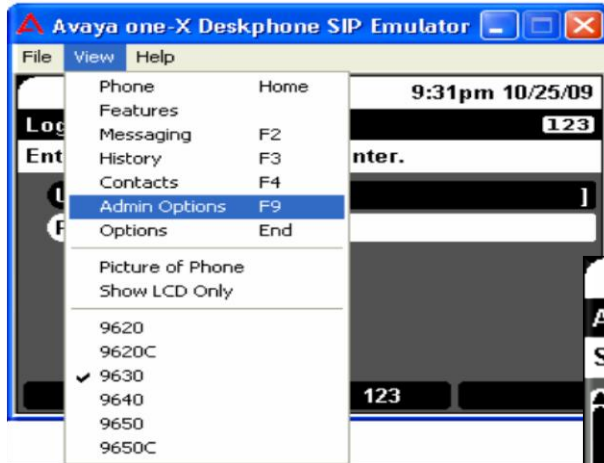 Avaya one-X Deskphone SIP Emulator
File View Help
9:31pm 10/25/09
123
nter.
]
Phone Home
Features
Messaging F2
History F3
Contacts F4
Admin Options F9
Options End
Picture of Phone
Show LCD Only
9620
9620C
9630
9640
9650
9650C
Log
Ent
123
A
S